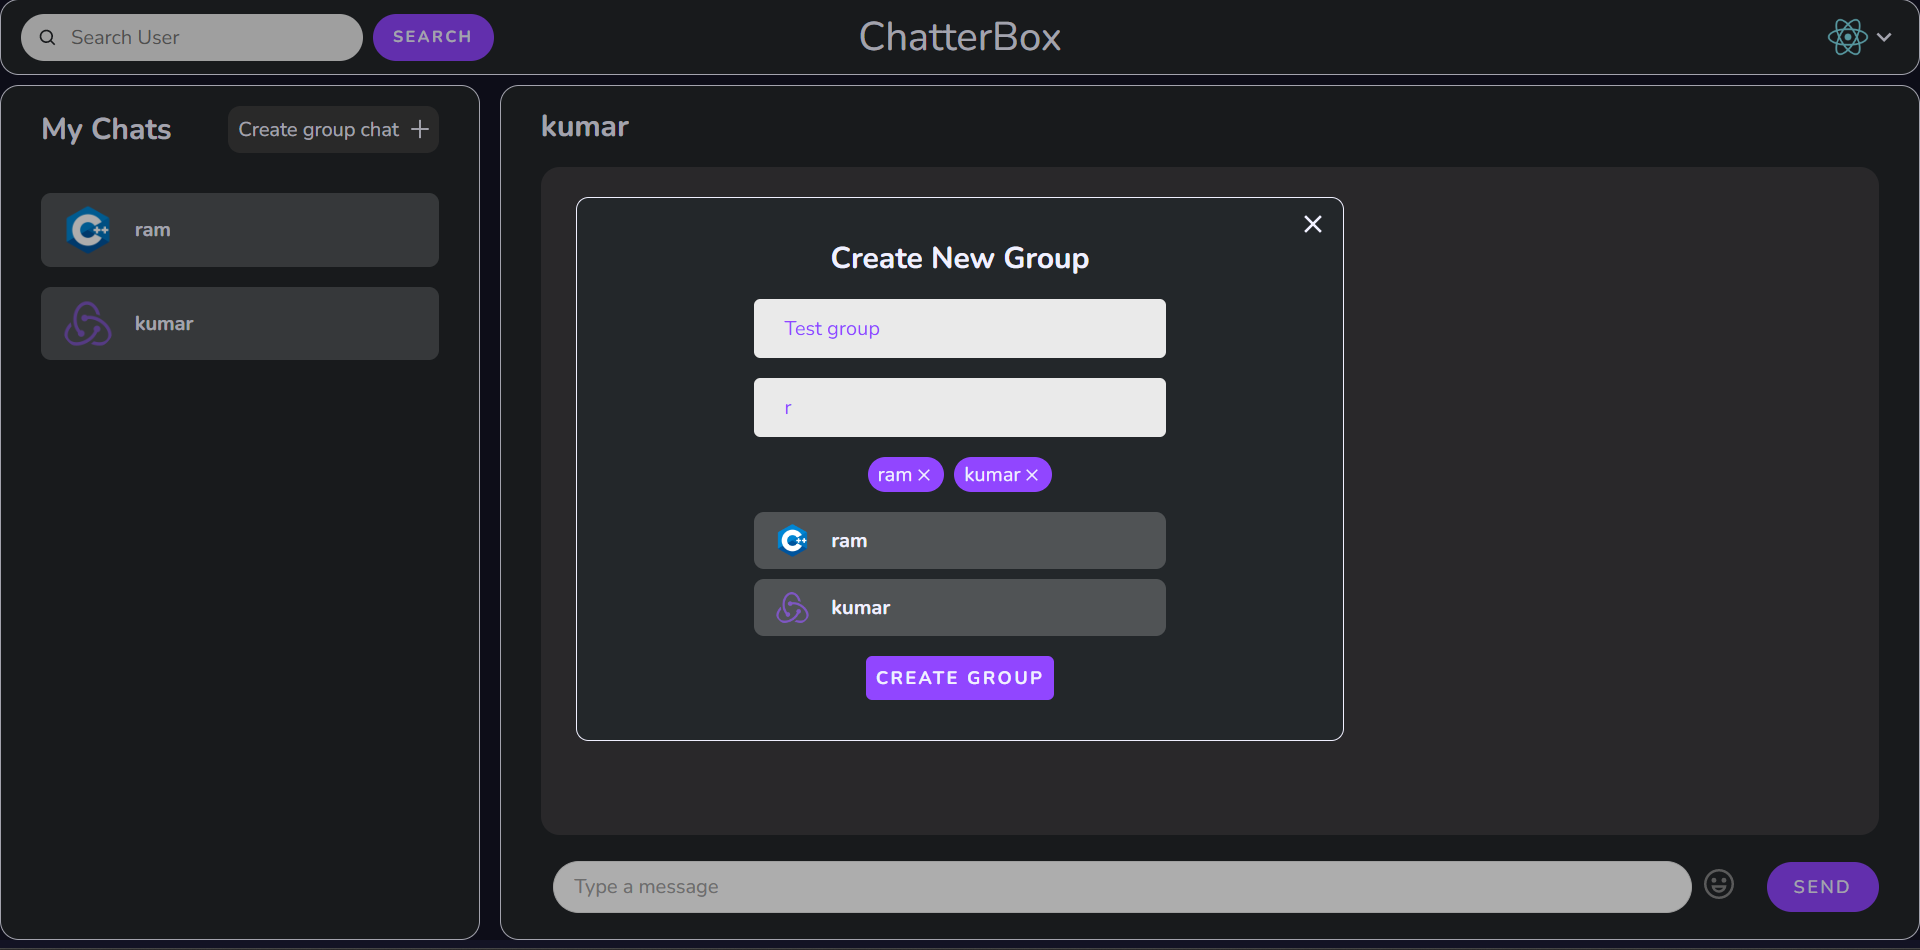 Search User
SEARCH
ChatterBox
My Chats
Create group chat
ram
kumar
kumar
Create New Group
Test group
r
ram
kumar
ram
kumar
CREATE GROUP
Type a message
SEND